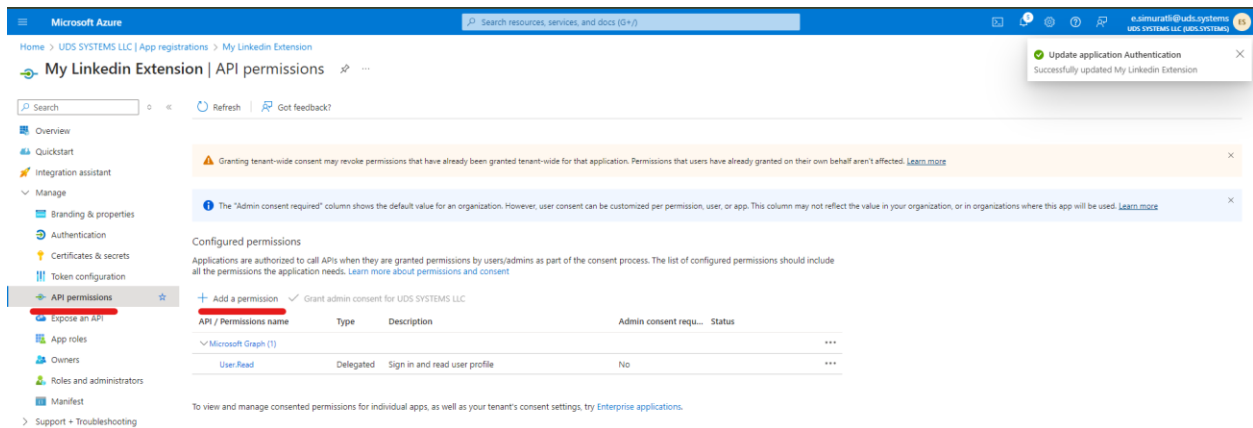 Microsoft Azure
Search resources, services, and docs (G+/)
1
e.simuratli@uds.systems
UDS SYSTEMS LLC (UDS.SYSTEMS)
ES
Home > UDS SYSTEMS LLC | App registrations > My Linkedin Extension
My Linkedin Extension | API permissions
Update application Authentication
Successfully updated My Linkedin Extension
Search
Refresh
Got feedback?
Overview
Quickstart
Integration assistant
Manage
Branding & properties
Authentication
Certificates & secrets
Token configuration
API permissions
Expose an API
App roles
Owners
Roles and administrators
Manifest
Support + Troubleshooting
Granting tenant-wide consent may revoke permissions that have already been granted tenant-wide for that application. Permissions that users have already granted on their own behalf aren't affected. Learn more
The "Admin consent required" column shows the default value for an organization. However, user consent can be customized per permission, user, or app. This column may not reflect the value in your organization, or in organizations where this app will be used. Learn more
Configured permissions
Applications are authorized to call APIs when they are granted permissions by users/admins as part of the consent process. The list of configured permissions should include
all the permissions the application needs. Learn more about permissions and consent
Add a permission
Grant admin consent for UDS SYSTEMS LLC
API / Permissions name Type Description Admin consent requ... Status
Microsoft Graph (1)
User.Read Delegated Sign in and read user profile No
To view and manage consented permissions for individual apps, as well as your tenant's consent settings, try Enterprise applications.